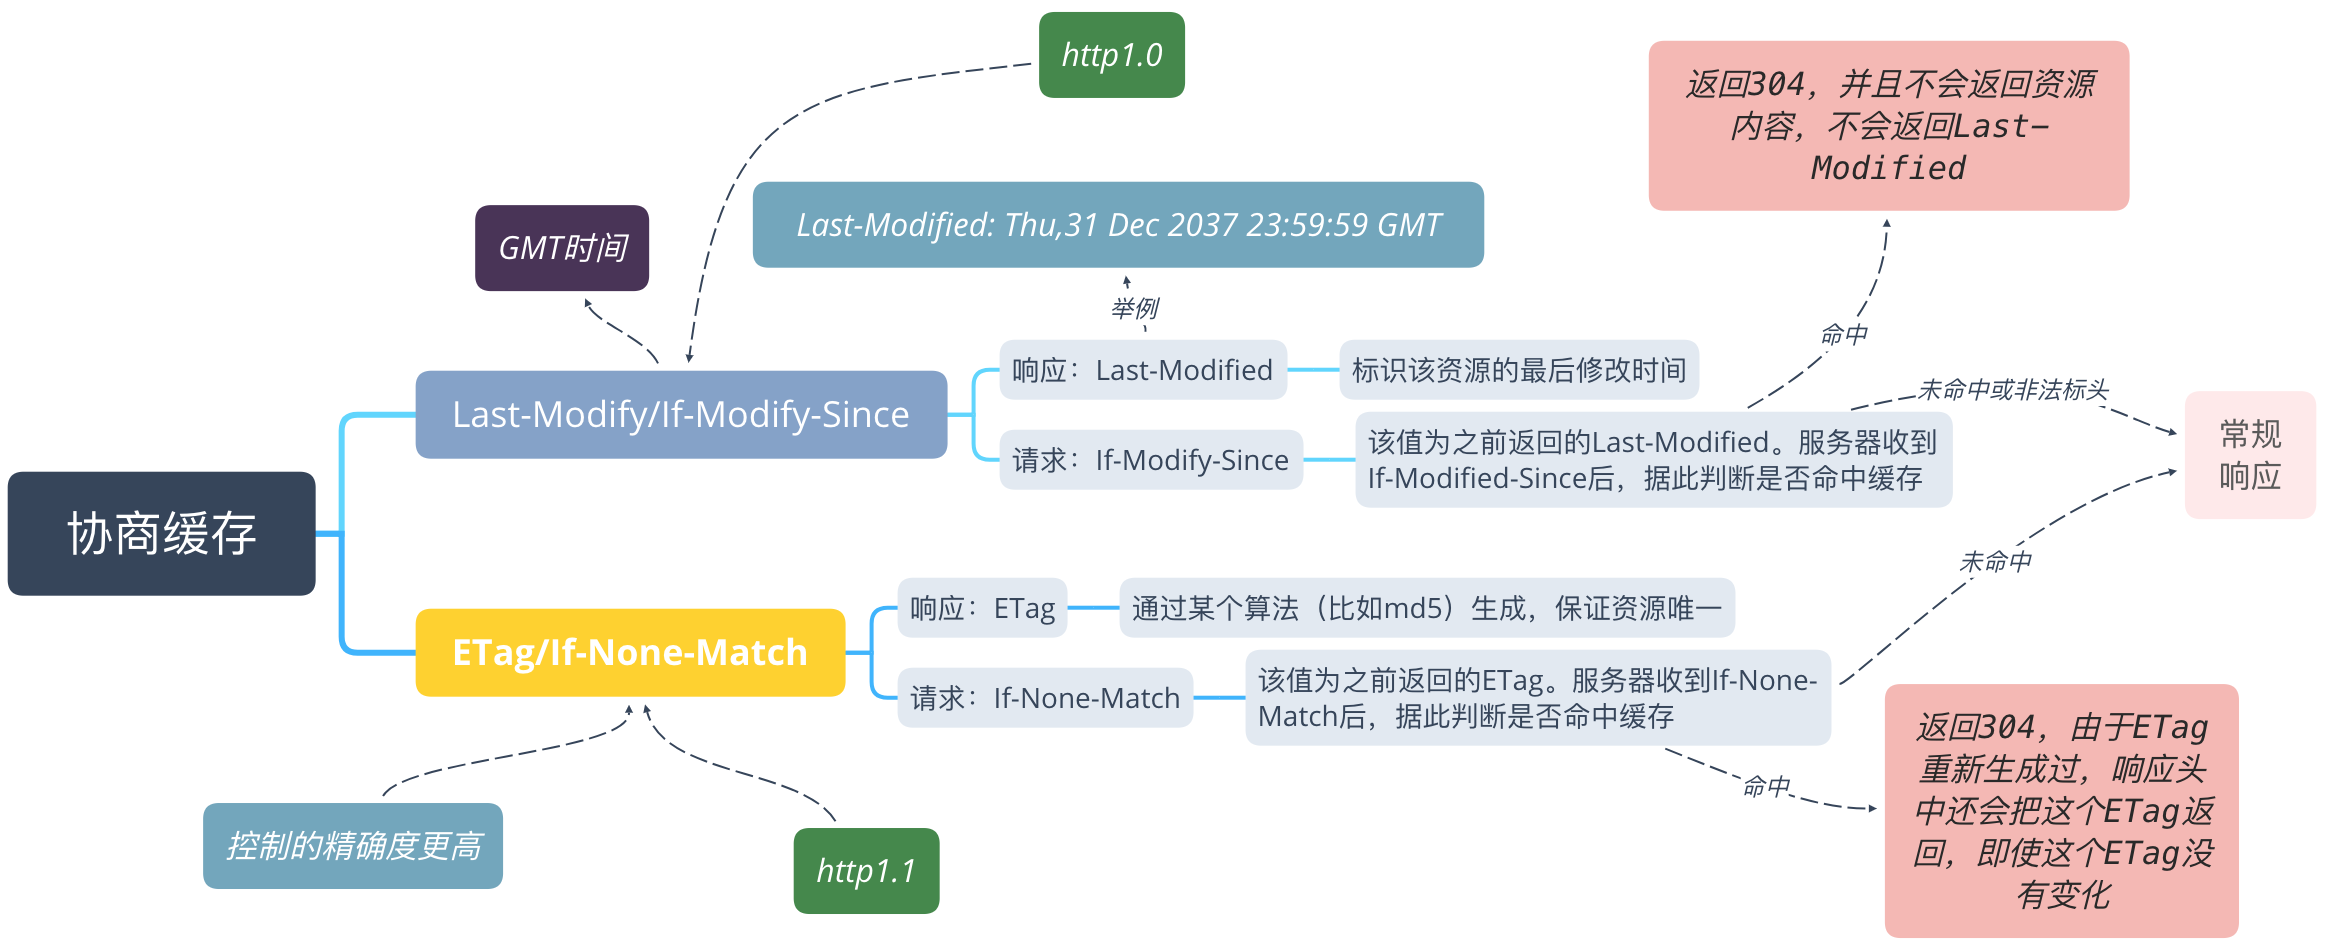 http1.0
返回304，并且不会返回资源
内容，不会返回Last-
Modified
GMT时间
Last-Modified: Thu,31 Dec 2037 23:59:59 GMT
举例
命中
响应：Last-Modified
标识该资源的最后修改时间
未命中或非法标头
Last-Modify/If-Modify-Since
请求：If-Modify-Since
该值为之前返回的Last-Modified。服务器收到
If-Modified-Since后，据此判断是否命中缓存
常规
响应
协商缓存
未命中
响应：ETag
通过某个算法（比如md5）生成，保证资源唯一
ETag/If-None-Match
请求：If-None-Match
该值为之前返回的ETag。服务器收到If-None-
Match后，据此判断是否命中缓存
命中
返回304，由于ETag
重新生成过，响应头
中还会把这个ETag返
回，即使这个ETag没
有变化
控制的精确度更高
http1.1